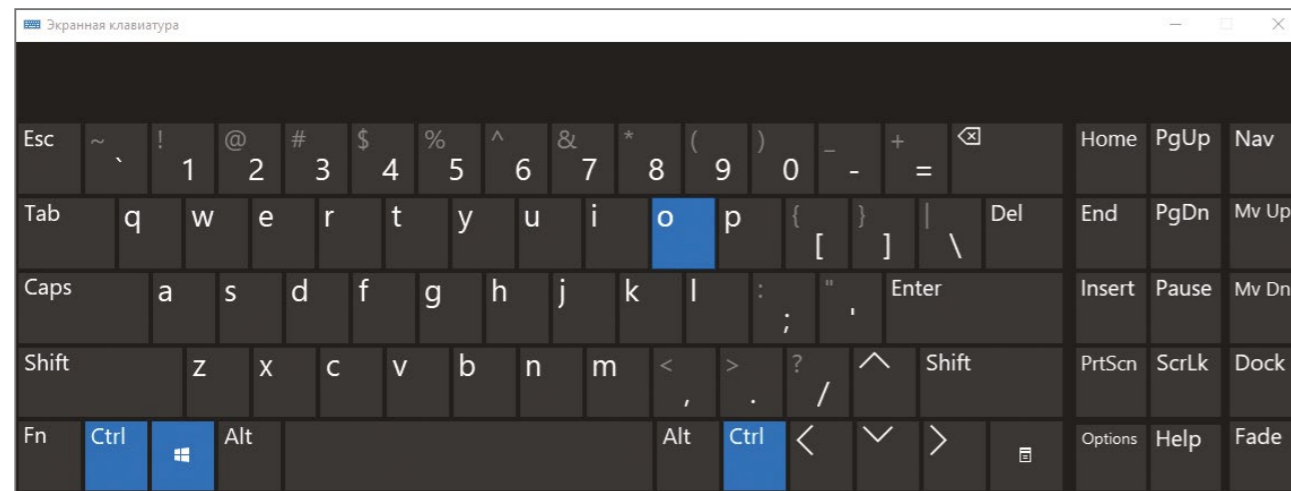 Экранная клавиатура
Esc ~ ` ! 1 @ 2 # 3 $ 4 % 5 ^ 6 & 7 * 8 ( 9 ) 0 _ - + = Home PgUp Nav
Tab q w e r t y u i o p { [ } ] | \ Del End PgDn Mv Up
Caps a s d f g h j k l : ; " ' Enter Insert Pause Mv Dn
Shift z x c v b n m < , > . ? / Shift PrtScn ScrLk Dock
Fn Ctrl Alt Alt Ctrl Options Help Fade